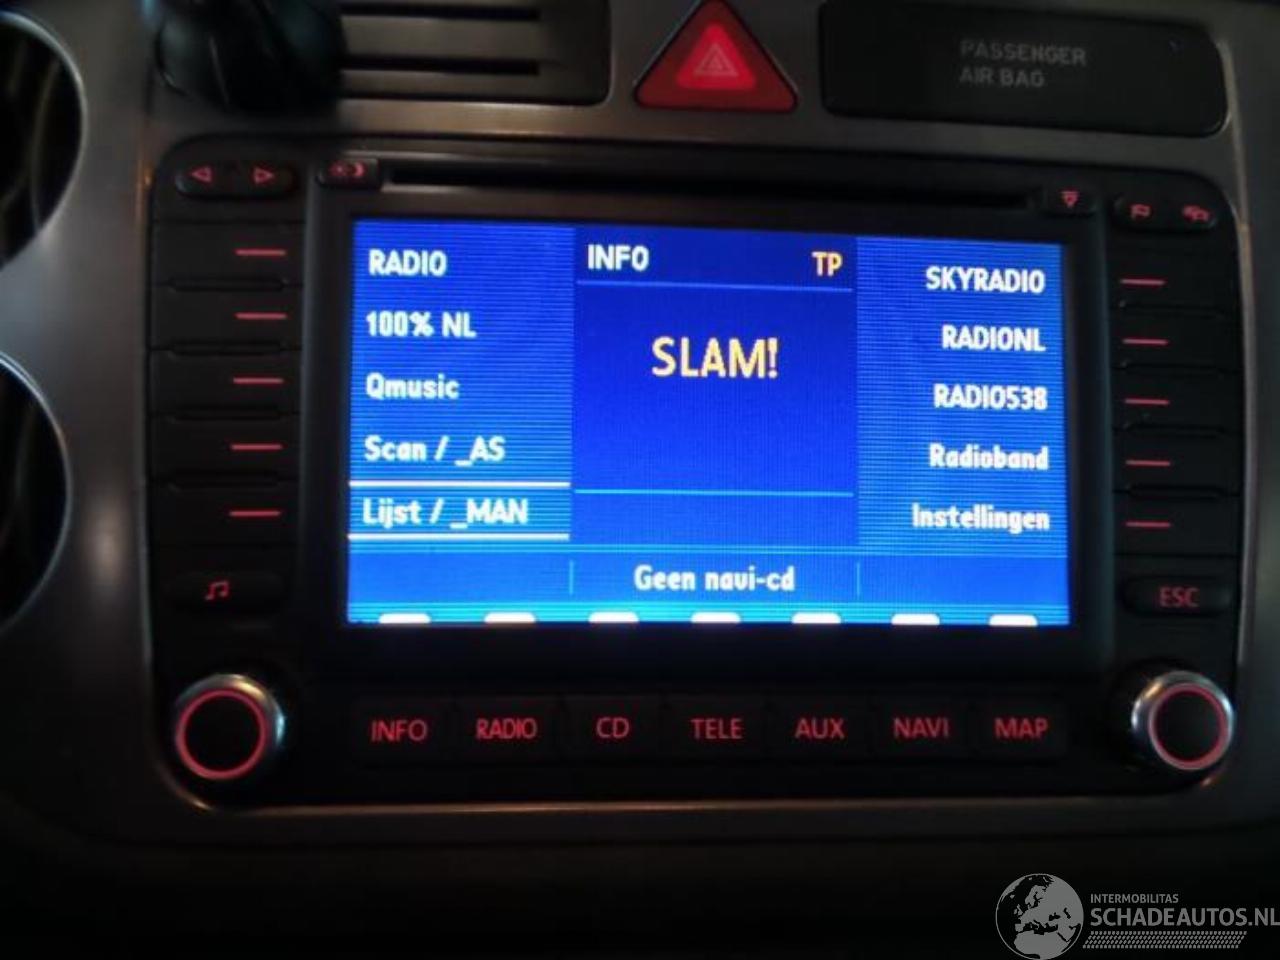 PASSENGER
AIR BAG
RADIO
INFO
TP
SKYRADIO
100% NL
SLAM!
RADIONL
Qmusic
RADIO538
Scan / _AS
Radioband
Lijst / _MAN
Instellingen
Geen navi-cd
ESC
INFO
RADIO
CD
TELE
AUX
NAVI
MAP
INTERMOBILITAS
SCHADEAUTOS.NL